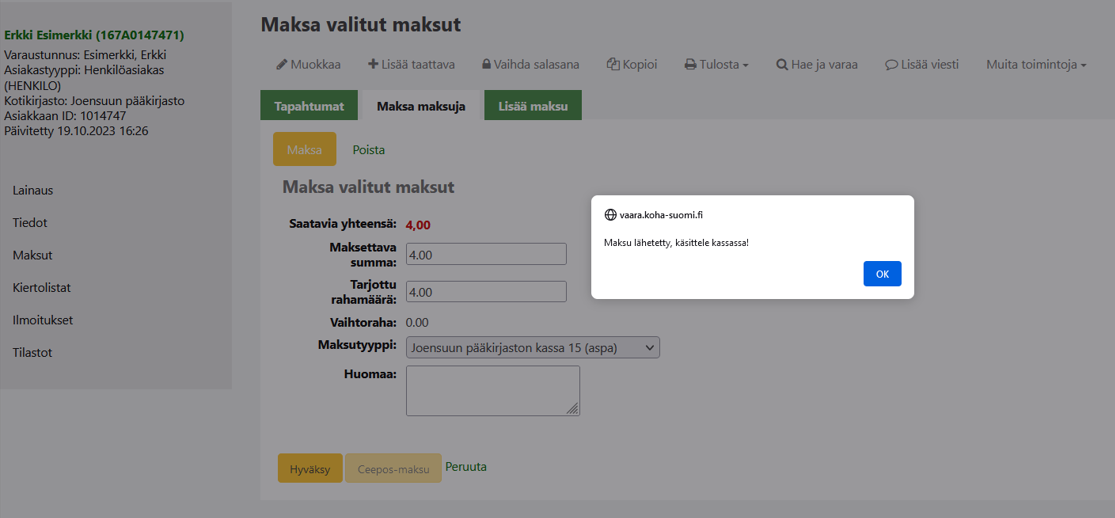 Erkki Esimerkki (167A0147471)
Varaustunnus: Esimerkki, Erkki
Asiakastyyppi: Henkilöasiakas
(HENKILO)
Kotikirjasto: Joensuun pääkirjasto
Asiakkaan ID: 1014747
Päivitetty 19.10.2023 16:26
Lainaus
Tiedot
Maksut
Kiertolistat
Ilmoitukset
Tilastot
Maksa valitut maksut
Muokkaa Lisää taattava Vaihda salasana Kopioi Tulosta Hae ja varaa Lisää viesti Muita toimintoja
Tapahtumat Maksa maksuja Lisää maksu
Maksa Poista
Maksa valitut maksut
Saatavia yhteensä: 4,00
Maksettava
summa: 4.00
Tarjottu
rahamäärä: 4.00
Vaihtoraha: 0.00
Maksutyyppi: Joensuun pääkirjaston kassa 15 (aspa)
Huomaa:
Hyväksy Ceepos-maksu Peruuta
vaara.koha-suomi.fi
Maksu lähetetty, käsittele kassassa!
OK